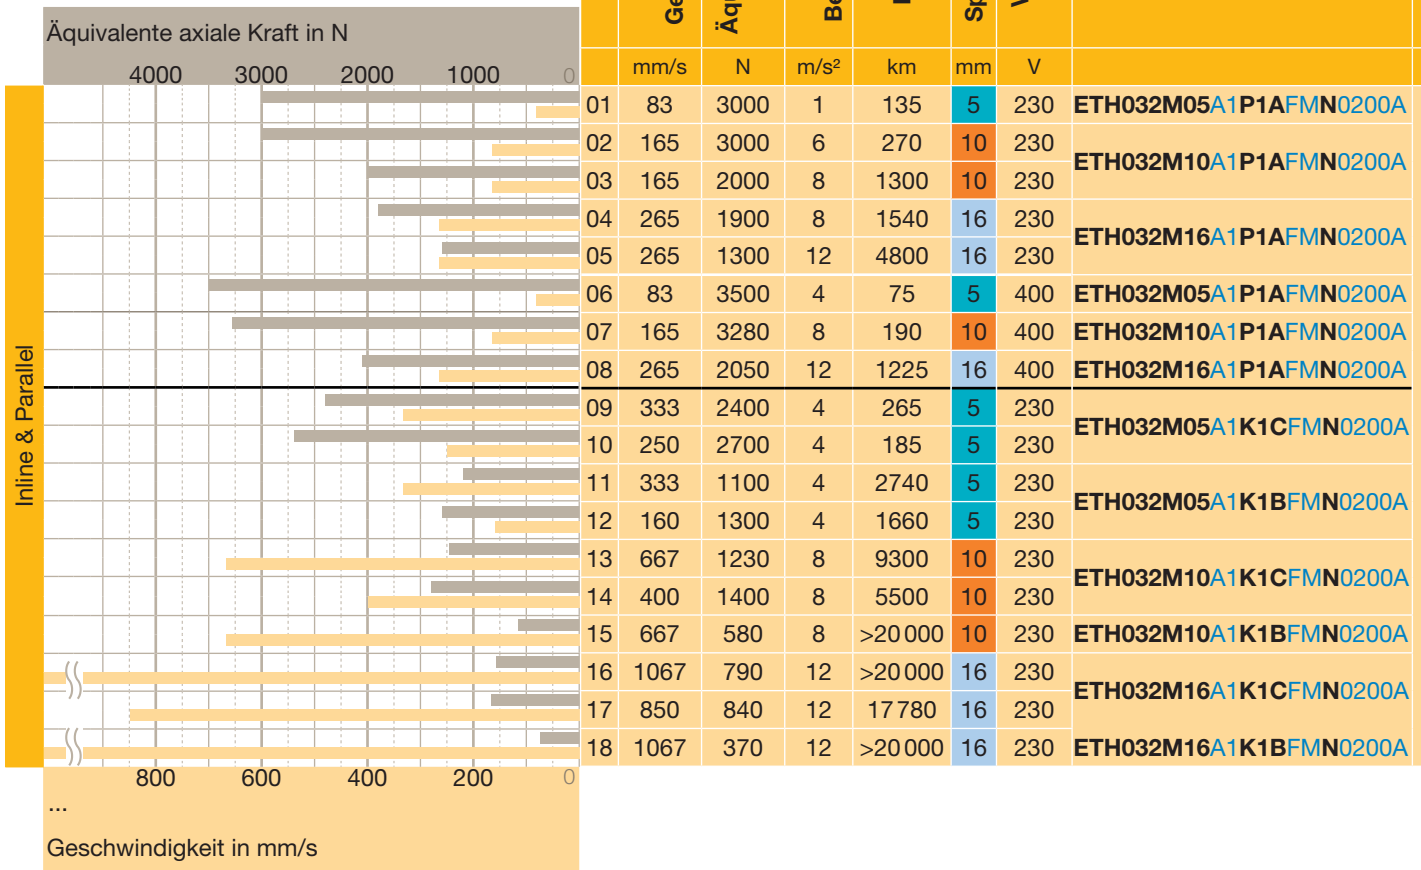 Äquivalente axiale Kraft in N
4000 3000 2000 1000 0
mm/s N m/s² km mm V
Inline & Parallel
01 83 3000 1 135 5 230 ETH032M05A1P1AFMN0200A
02 165 3000 6 270 10 230 ETH032M10A1P1AFMN0200A
03 165 2000 8 1300 10 230
04 265 1900 8 1540 16 230 ETH032M16A1P1AFMN0200A
05 265 1300 12 4800 16 230
06 83 3500 4 75 5 400 ETH032M05A1P1AFMN0200A
07 165 3280 8 190 10 400 ETH032M10A1P1AFMN0200A
08 265 2050 12 1225 16 400 ETH032M16A1P1AFMN0200A
09 333 2400 4 265 5 230 ETH032M05A1K1CFMN0200A
10 250 2700 4 185 5 230
11 333 1100 4 2740 5 230 ETH032M05A1K1BFMN0200A
12 160 1300 4 1660 5 230
13 667 1230 8 9300 10 230 ETH032M10A1K1CFMN0200A
14 400 1400 8 5500 10 230
15 667 580 8 >20000 10 230 ETH032M10A1K1BFMN0200A
16 1067 790 12 >20000 16 230 ETH032M16A1K1CFMN0200A
17 850 840 12 17780 16 230
18 1067 370 12 >20000 16 230 ETH032M16A1K1BFMN0200A
800 600 400 200 0
...
Geschwindigkeit in mm/s